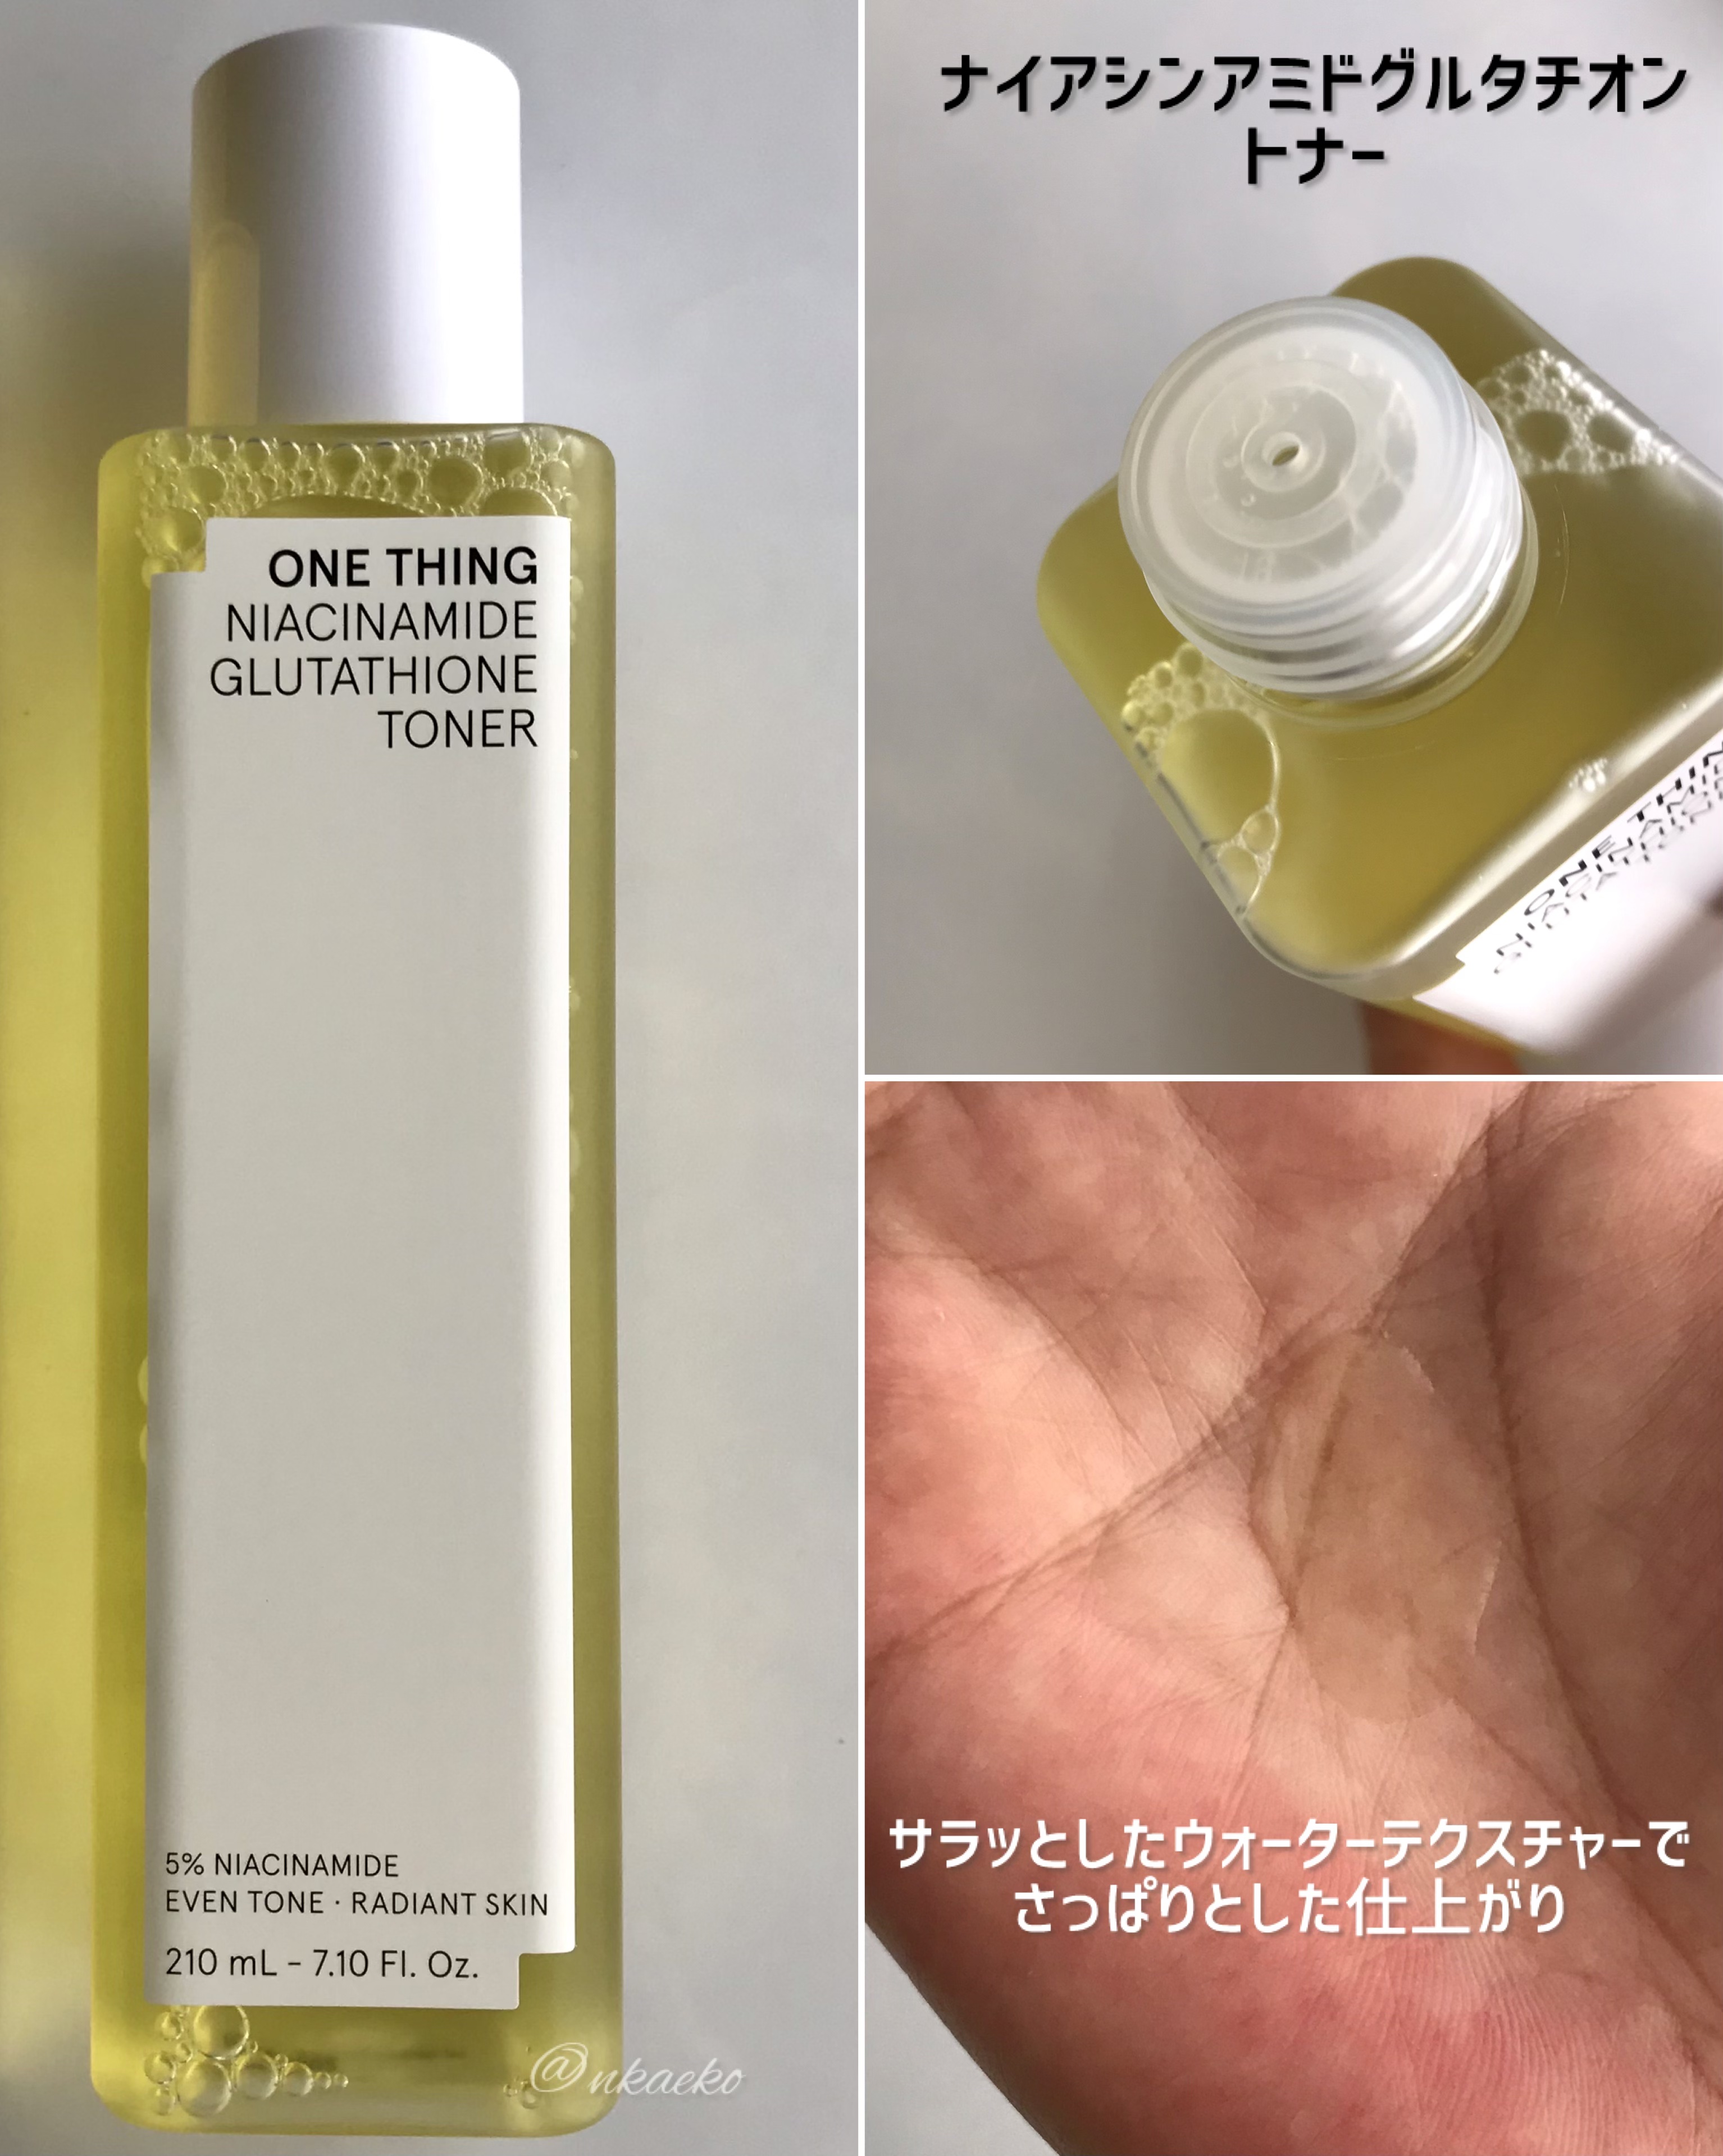 ONE THING
NIACINAMIDE
GLUTATHIONE
TONER
5% NIACINAMIDE
EVEN TONE · RADIANT SKIN
210 mL - 7.10 Fl. Oz.
@nkaeko
ナイアシンアミドグルタチオン
トナー
ONE THIN
サラッとしたウォーターテクスチャーで
さっぱりとした仕上がり